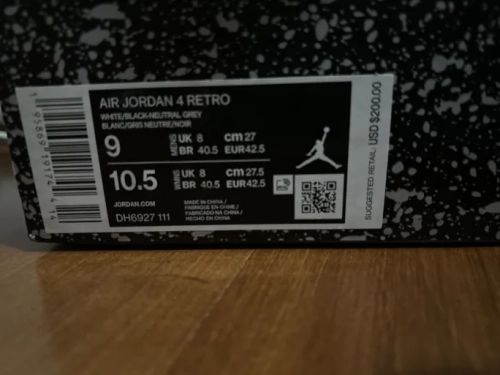 AIR JORDAN 4 RETRO
WHITE/BLACK-NEUTRAL GREY
BLANC/GRIS NEUTRE/NOIR
9 MENS UK 8 cm 27
BR 40.5 EUR 42.5
10.5 WMNS UK 8 cm 27.5
BR 40.5 EUR 42.5
JORDAN.COM
DH6927 111
MADE IN CHINA /
FABRIQUE EN CHINE /
FABRICADO NA CHINA /
HECHO EN CHINA
SUGGESTED RETAIL: USD $200.00